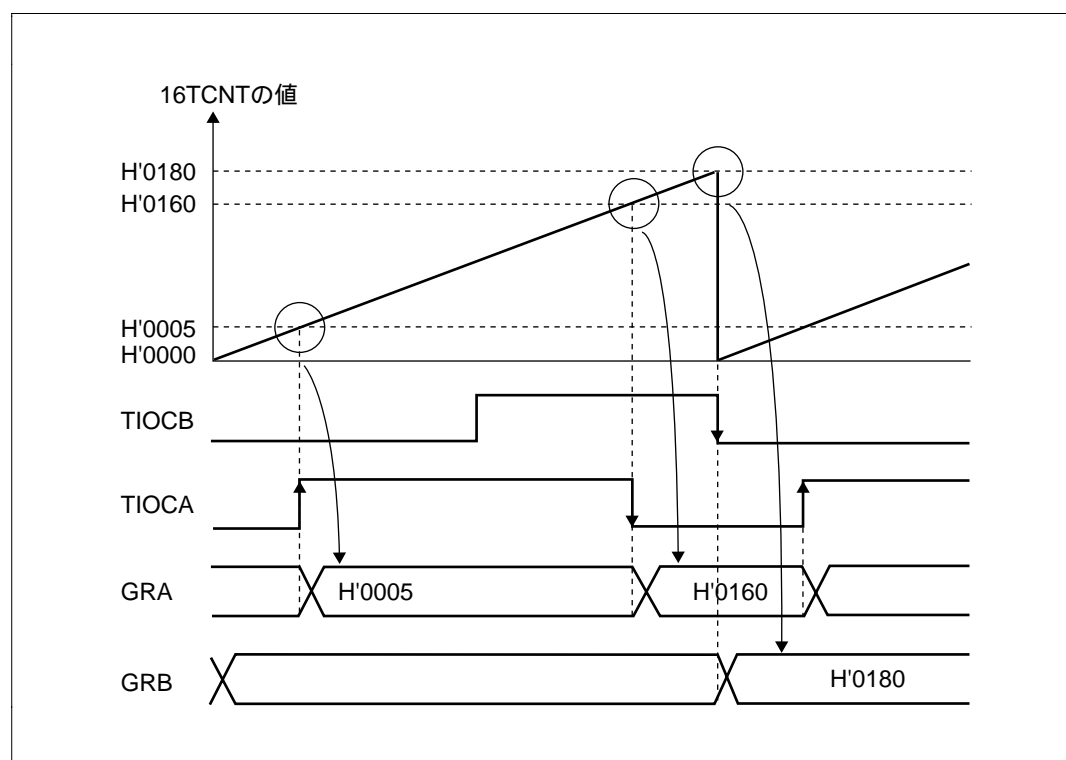 16TCNTの値
H'0180
H'0160
H'0005
H'0000
TIOCB
TIOCA
GRA
H'0005
H'0160
GRB
H'0180